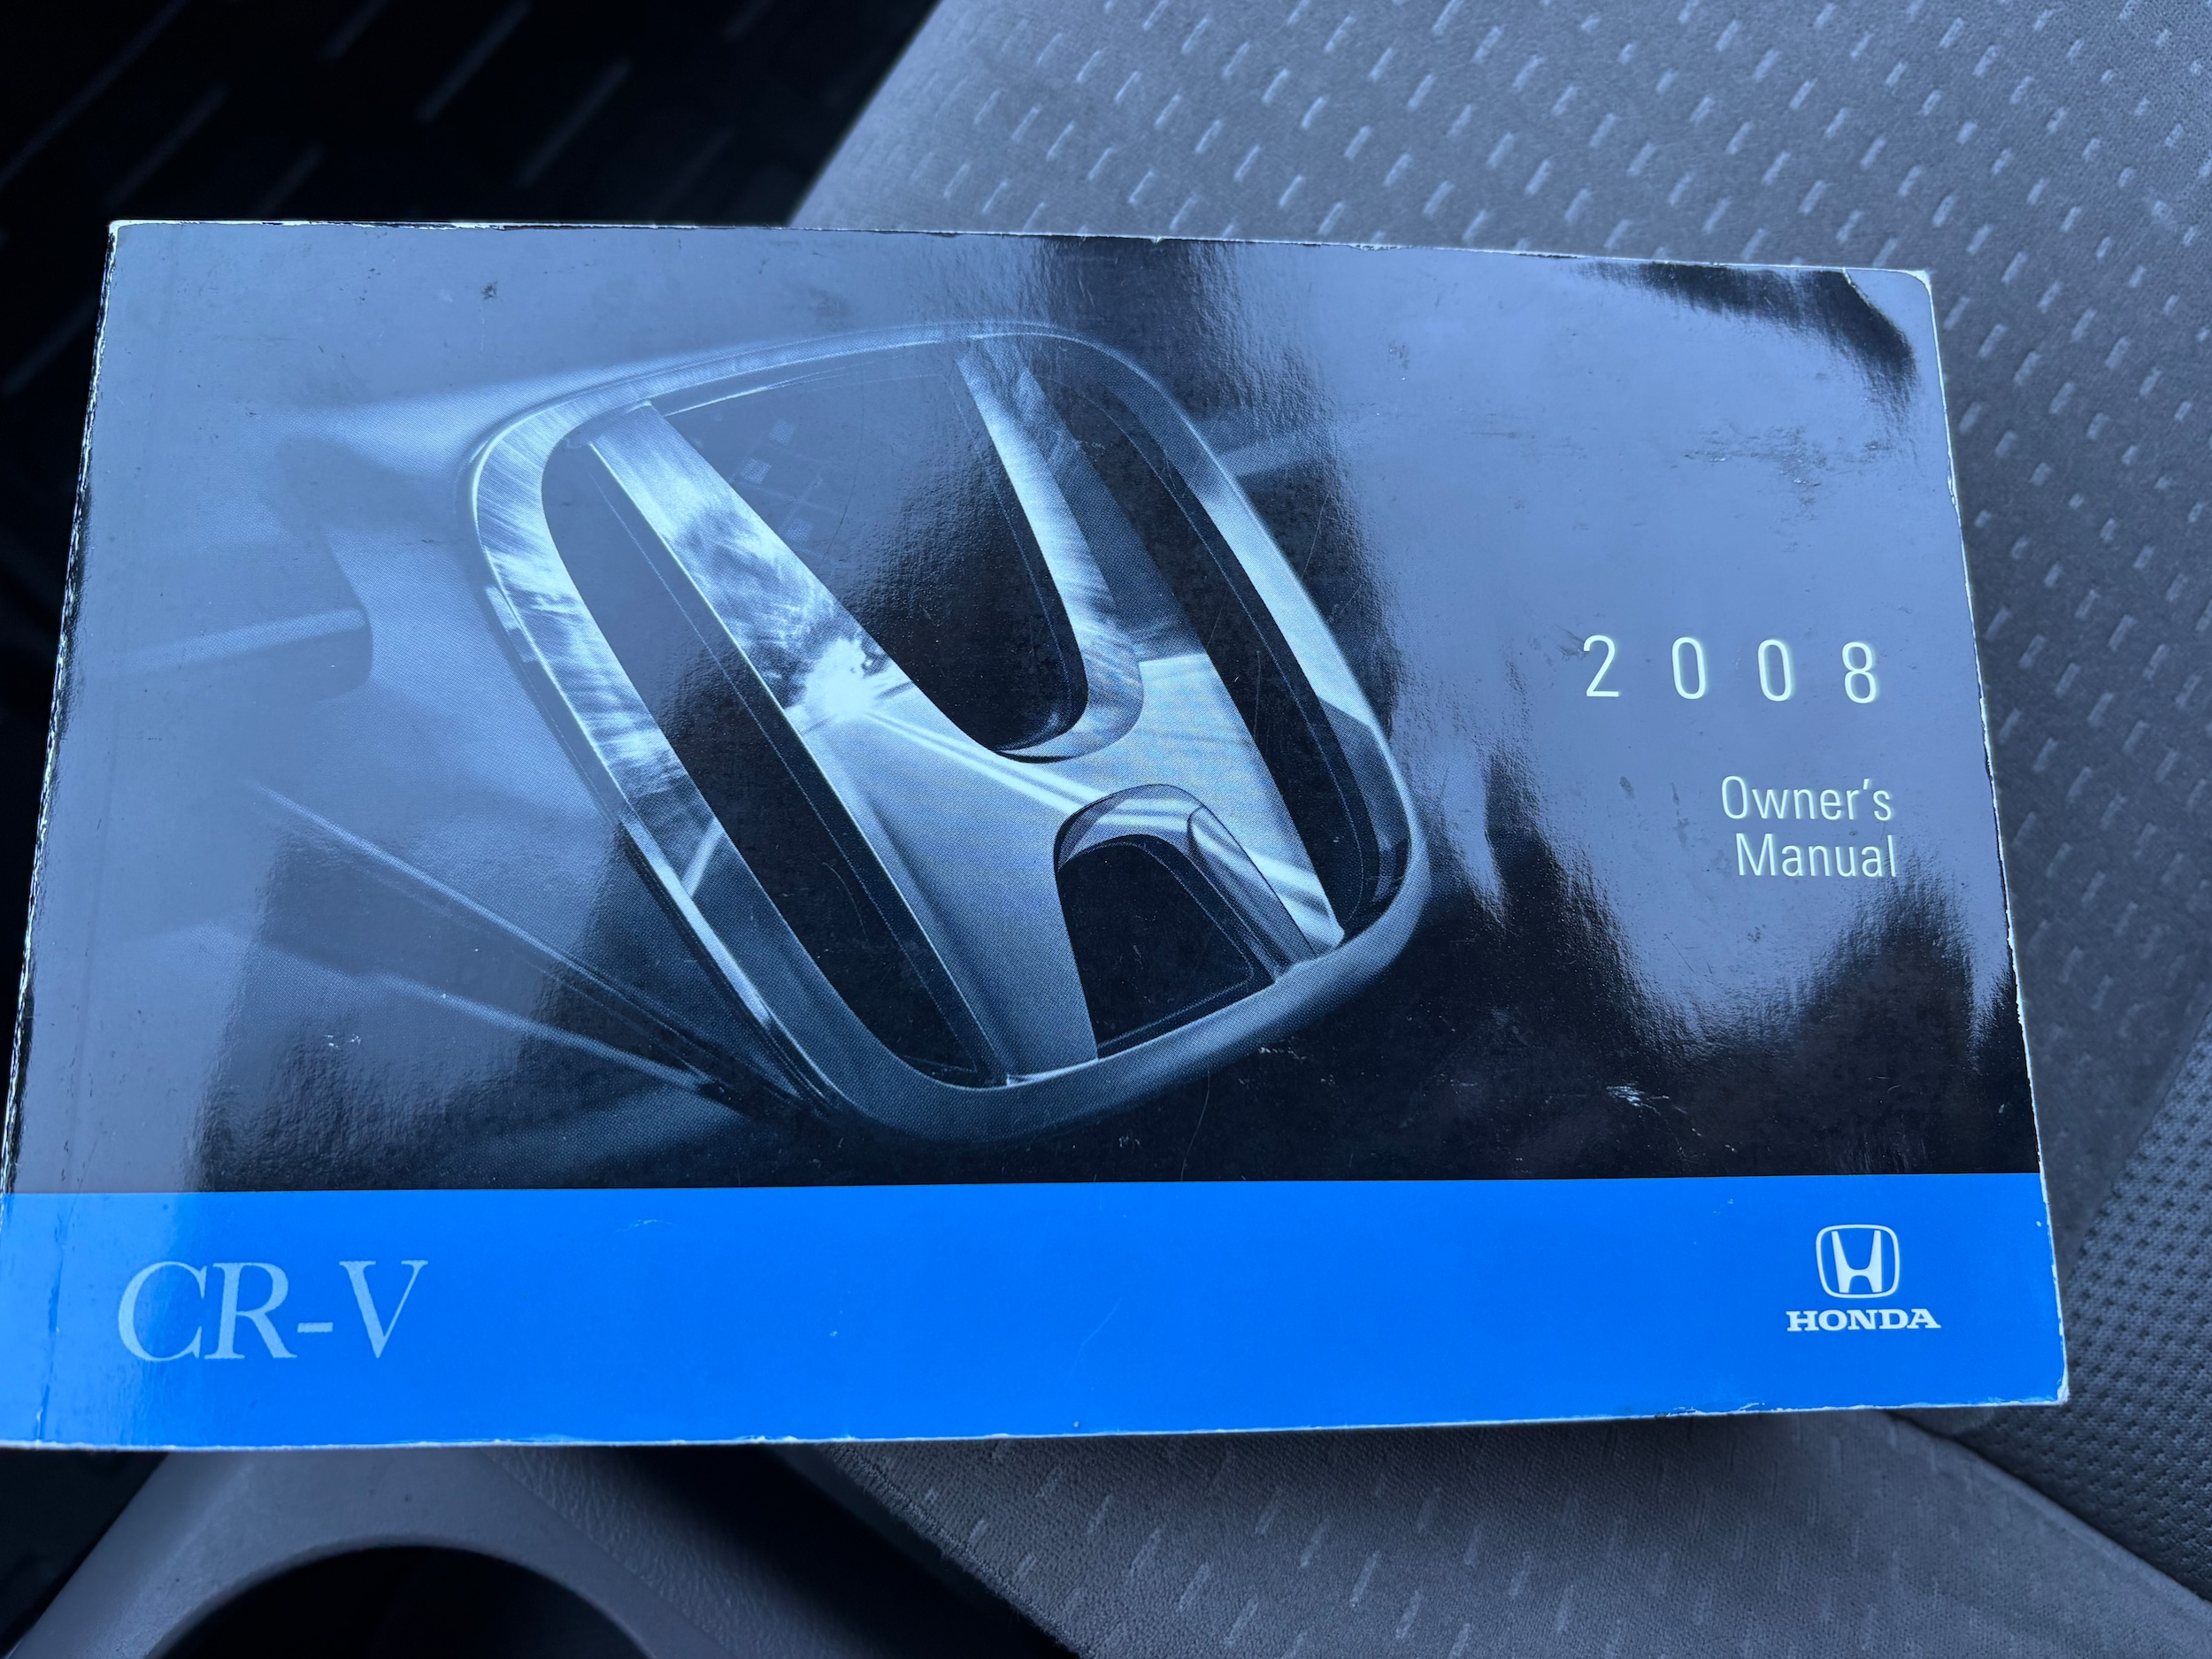 2008
Owner's
Manual
CR-V
HONDA